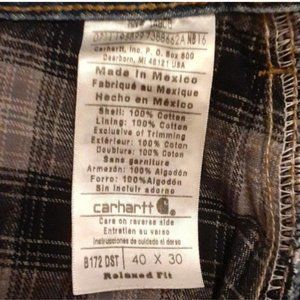 Carhartt, Inc. P.O. Box 600
Dearborn, MI 48121 USA
Made in Mexico
Fabriqué au Mexique
Hecho en México
Shell: 100% Cotton
Lining: 100% Cotton
Exclusive of Trimming
Extérieur: 100% Coton
Doublure: 100% Coton
Sans garniture
Armezón: 100% Algodón
Forro: 100% Algodón
Sin incluir adorno
carhartt
Care on reverse side
Entretien au verso
Instrucciones de cuidado al dorso
B172 DST 40 X 30
Relaxed Fit